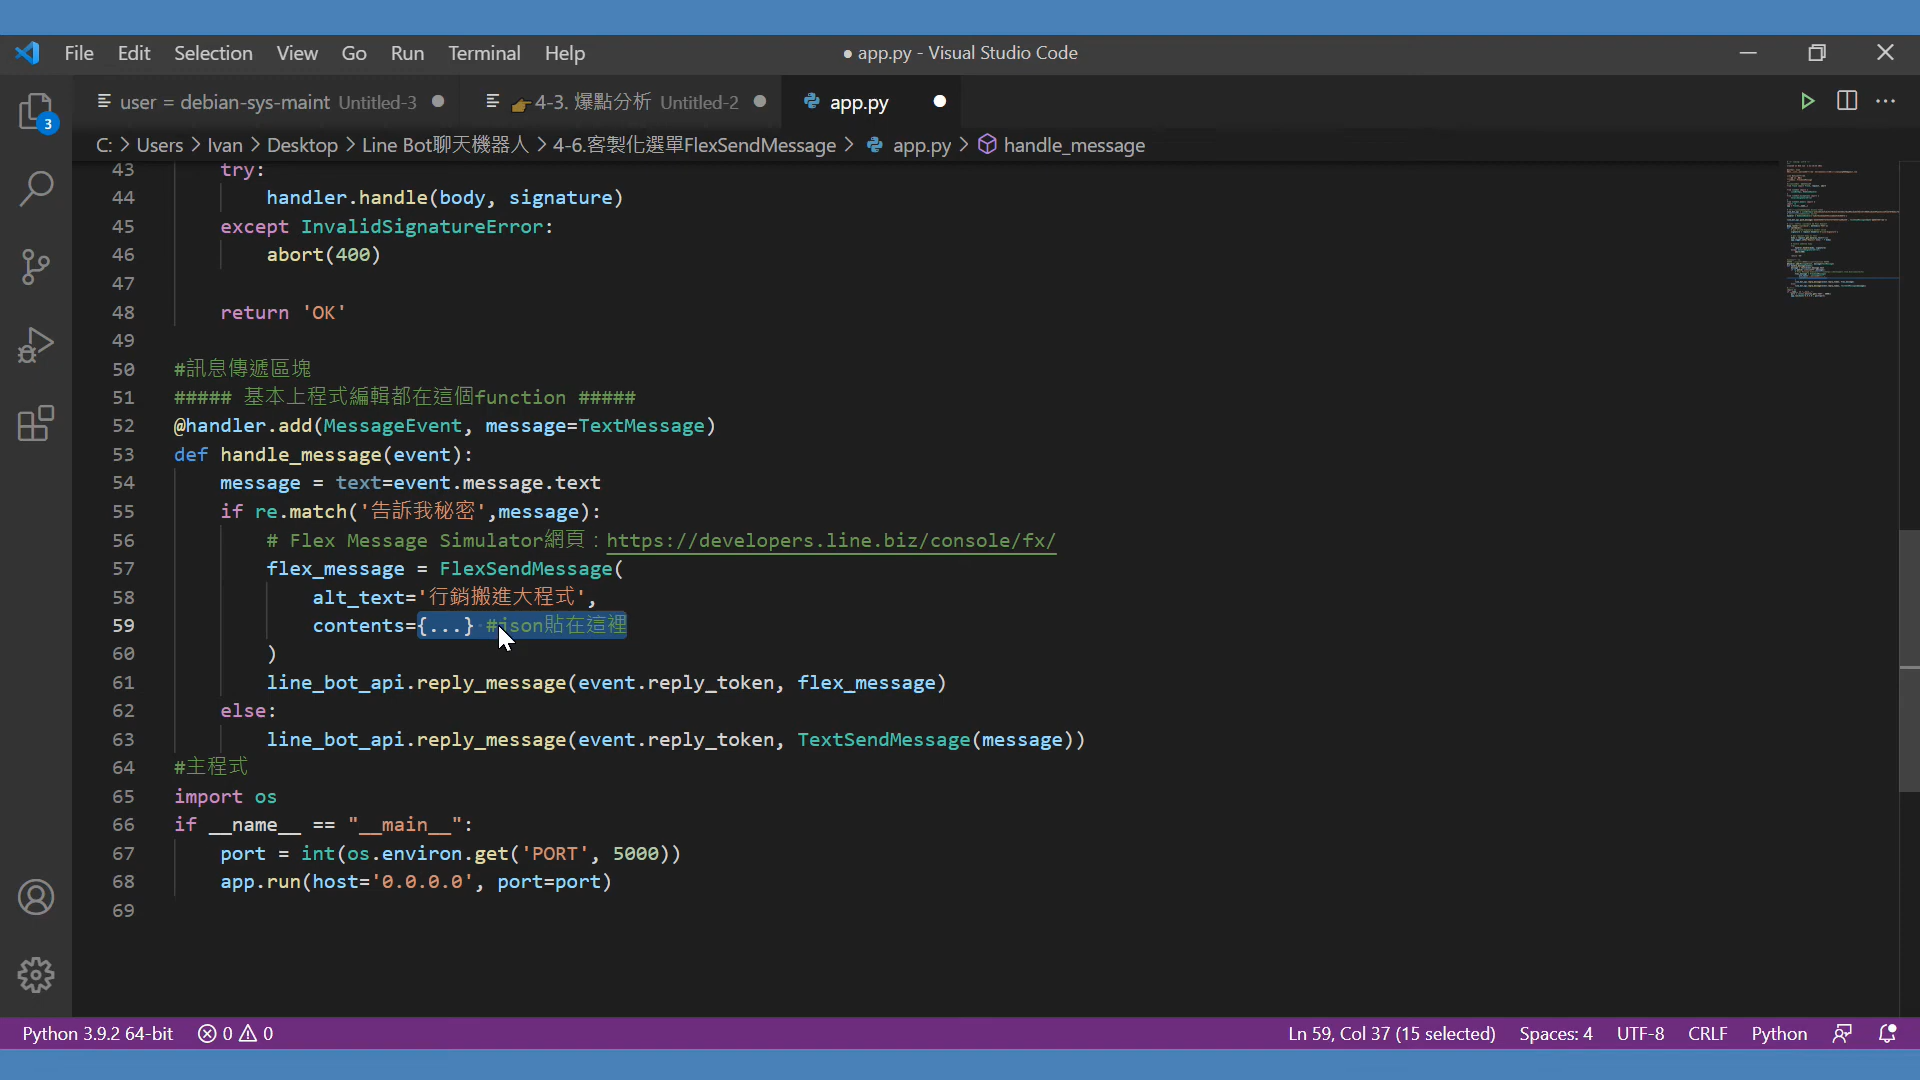 File Edit Selection View Go Run Terminal Help
● app.py - Visual Studio Code
user = debian-sys-maint Untitled-3
👉4-3. 爆點分析 Untitled-2
app.py
C: > Users > Ivan > Desktop > Line Bot聊天機器人 > 4-6.客製化選單FlexSendMessage > app.py > handle_message
3
43 try:
44 handler.handle(body, signature)
45 except InvalidSignatureError:
46 abort(400)
47
48 return 'OK'
49
50 #訊息傳遞區塊
51 ##### 基本上程式編輯都在這個function #####
52 @handler.add(MessageEvent, message=TextMessage)
53 def handle_message(event):
54 message = text=event.message.text
55 if re.match('告訴我秘密',message):
56 # Flex Message Simulator網頁：https://developers.line.biz/console/fx/
57 flex_message = FlexSendMessage(
58 alt_text='行銷搬進大程式',
59 contents={...} #json貼在這裡
60 )
61 line_bot_api.reply_message(event.reply_token, flex_message)
62 else:
63 line_bot_api.reply_message(event.reply_token, TextSendMessage(message))
64 #主程式
65 import os
66 if __name__ == "__main__":
67 port = int(os.environ.get('PORT', 5000))
68 app.run(host='0.0.0.0', port=port)
69
Python 3.9.2 64-bit 0 0
Ln 59, Col 37 (15 selected) Spaces: 4 UTF-8 CRLF Python